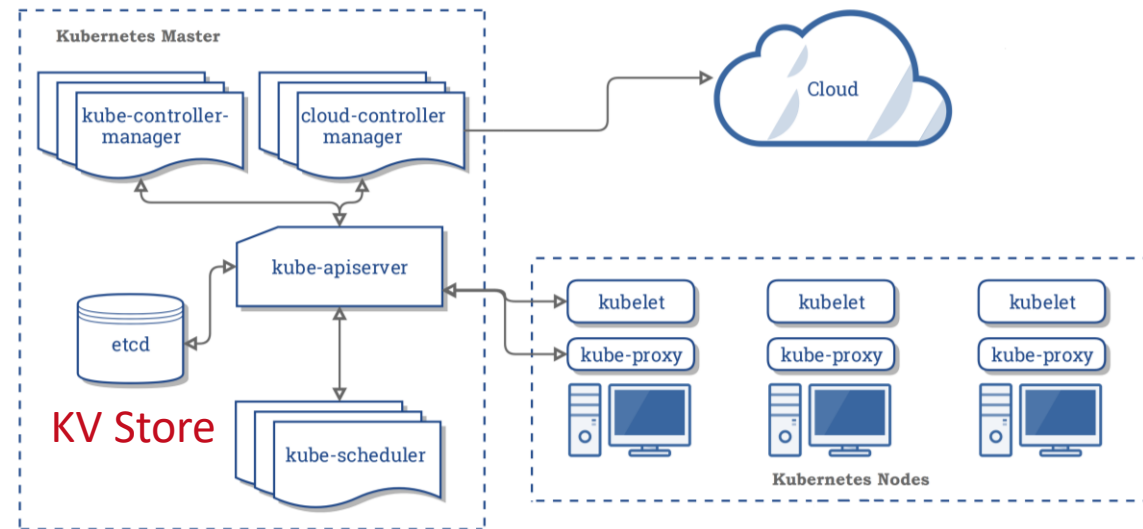 Kubernetes Master
kube-controller-
manager
cloud-controller
manager
Cloud
kube-apiserver
etcd
KV Store
kube-scheduler
kubelet
kubelet
kubelet
kube-proxy
kube-proxy
kube-proxy
Kubernetes Nodes